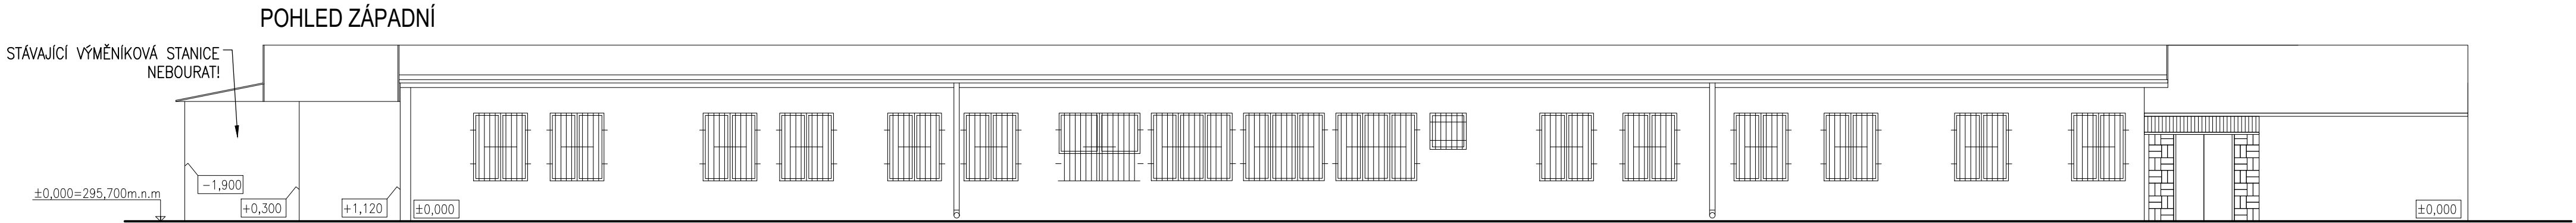 POHLED ZÁPADNÍ
STÁVAJÍCÍ VÝMĚNÍKOVÁ STANICE
NEBOURAT!
-1,900
±0,000=295,700m.n.m
+0,300
+1,120
±0,000
±0,000